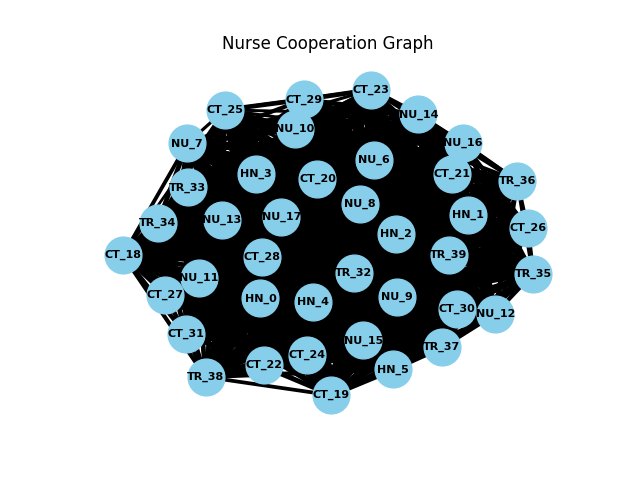 Nurse Cooperation Graph
CT_23
CT_29
CT_25
NU_14
NU_10
NU_7
NU_16
NU_6
HN_3
CT_21
CT_20
TR_36
TR_33
NU_8
HN_1
NU_17
NU_13
TR_34
CT_26
HN_2
CT_18
TR_39
CT_28
TR_32
TR_35
NU_11
CT_27
NU_9
HN_0
HN_4
CT_30
NU_12
CT_31
NU_15
TR_37
CT_24
CT_22
HN_5
TR_38
CT_19